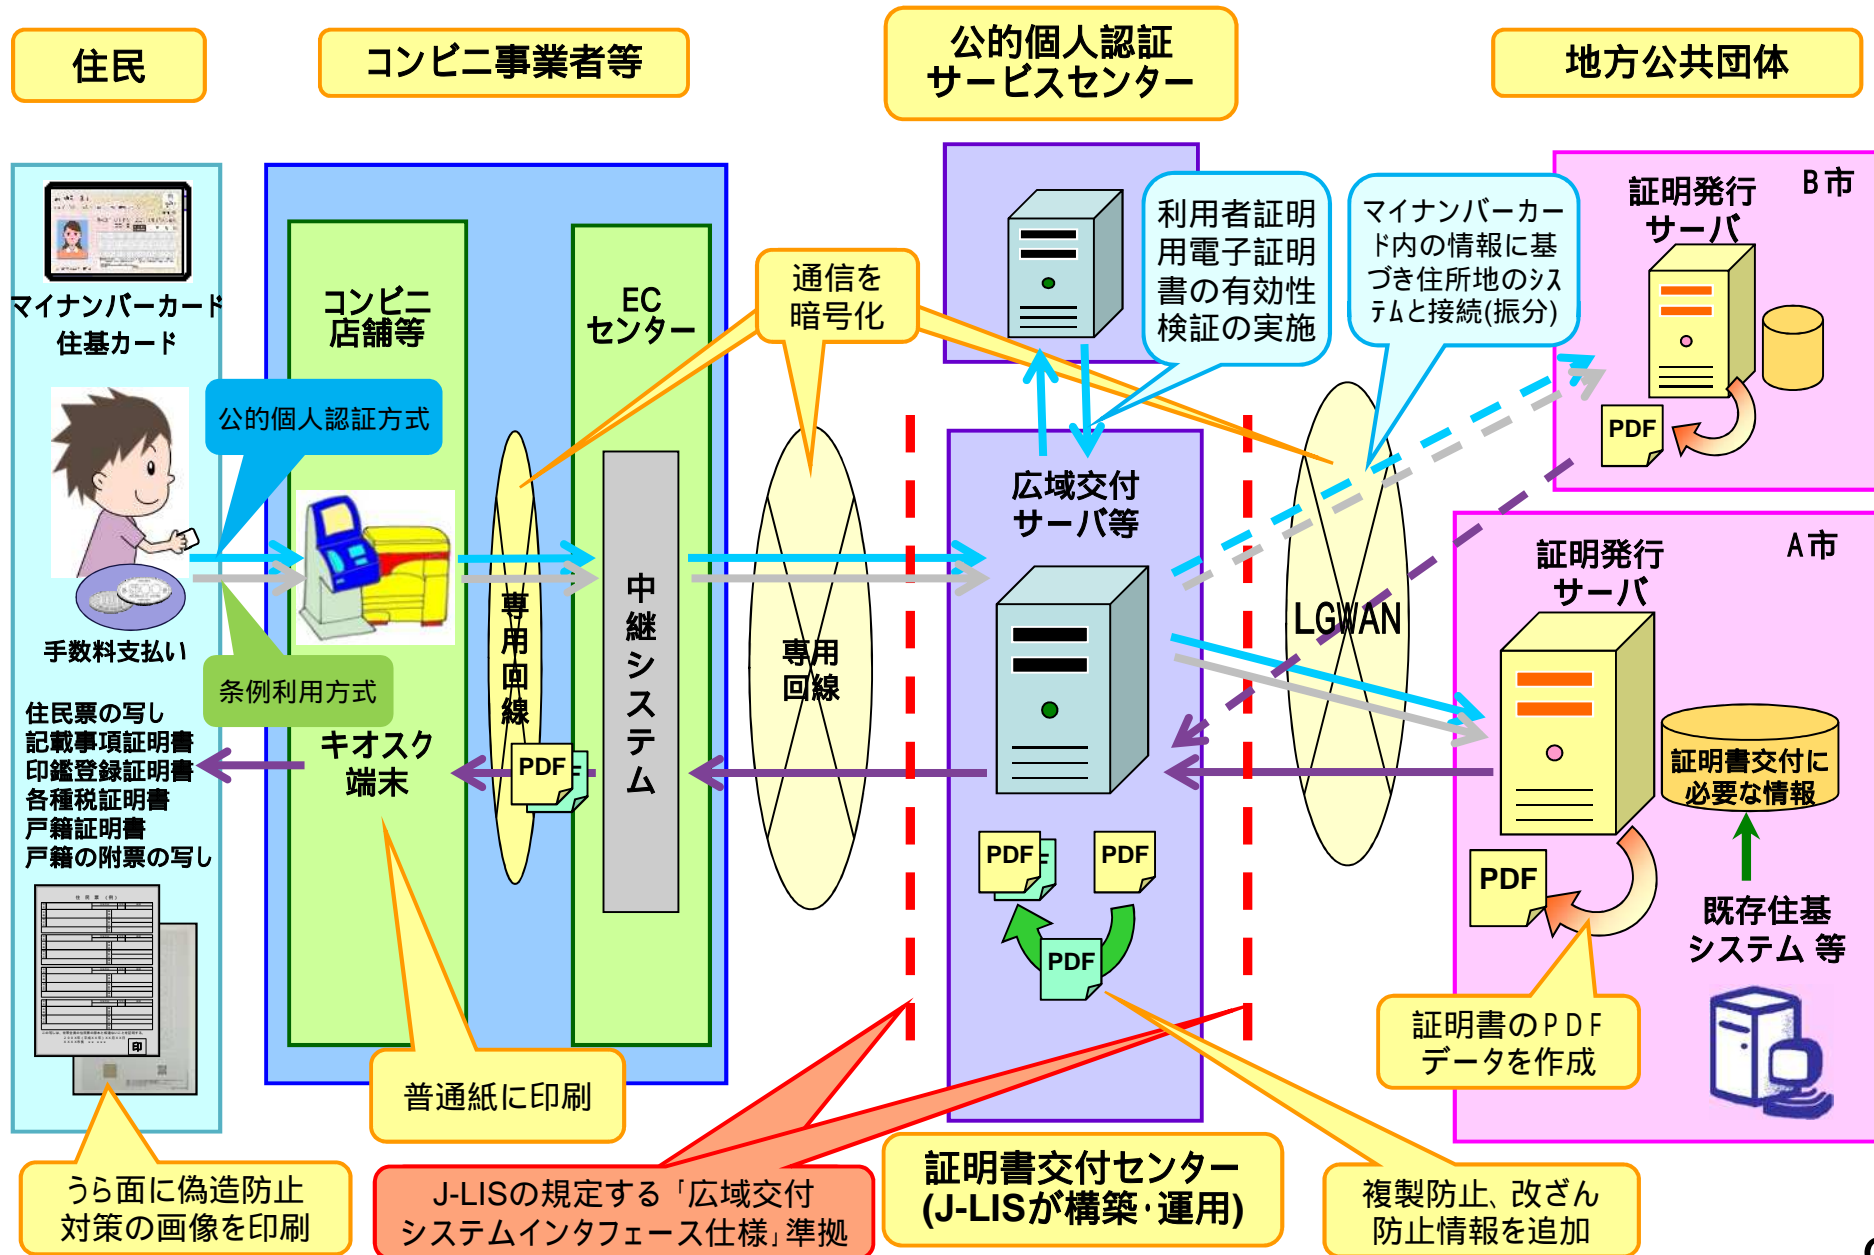 住民
コンビニ事業者等
公的個人認証
サービスセンター
地方公共団体
マイナンバーカード
住基カード
公的個人認証方式
手数料支払い
条例利用方式
住民票の写し
記載事項証明書
印鑑登録証明書
各種税証明書
戸籍証明書
戸籍の附票の写し
印
うら面に偽造防止
対策の画像を印刷
コンビニ
店舗等
キオスク
端末
普通紙に印刷
専用回線
PDF
EC
センター
中継システム
通信を
暗号化
専用
回線
利用者証明
用電子証明
書の有効性
検証の実施
マイナンバーカー
ド内の情報に基
づき住所地のｼｽ
ﾃﾑと接続(振分)
広域交付
サーバ等
PDF
PDF
PDF
証明書交付センター
(J-LISが構築・運用)
J-LISの規定する「広域交付
システムインタフェース仕様」準拠
複製防止、改ざん
防止情報を追加
LGWAN
B市
証明発行
サーバ
PDF
A市
証明発行
サーバ
証明書交付に
必要な情報
PDF
既存住基
システム 等
証明書のPDF
データを作成